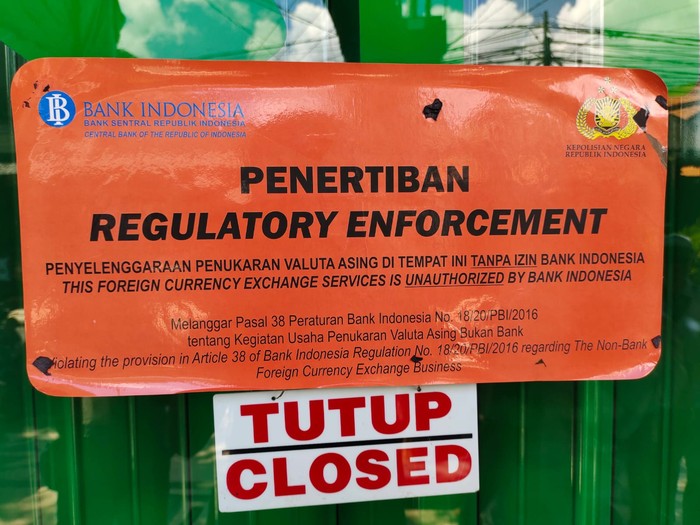 BANK INDONESIA
BANK SENTRAL REPUBLIK INDONESIA
CENTRAL BANK OF THE REPUBLIC OF INDONESIA
KEPOLISIAN NEGARA
REPUBLIK INDONESIA
PENERTIBAN
REGULATORY ENFORCEMENT
PENYELENGGARAAN PENUKARAN VALUTA ASING DI TEMPAT INI TANPA IZIN BANK INDONESIA
THIS FOREIGN CURRENCY EXCHANGE SERVICES IS UNAUTHORIZED BY BANK INDONESIA
Melanggar Pasal 38 Peraturan Bank Indonesia No. 18/20/PBI/2016
tentang Kegiatan Usaha Penukaran Valuta Asing Bukan Bank
iolating the provision in Article 38 of Bank Indonesia Regulation No. 18/20/PBI/2016 regarding The Non-Bank
Foreign Currency Exchange Business
TUTUP
CLOSED